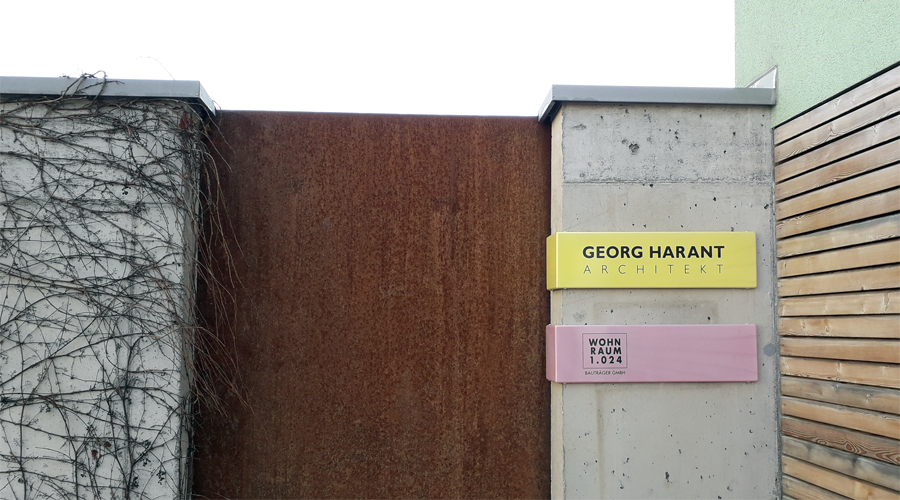 GEORG HARANT
ARCHITEKT
WOHN
RAUM
1.024
BAUTRÄGER GMBH